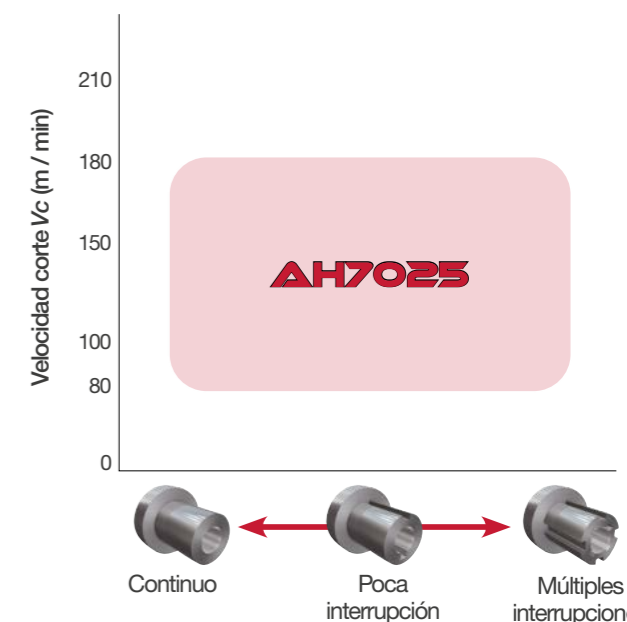 Velocidad corte Vc (m / min)
210
180
150
100
80
0
AH7025
Continuo
Poca
interrupción
Múltiples